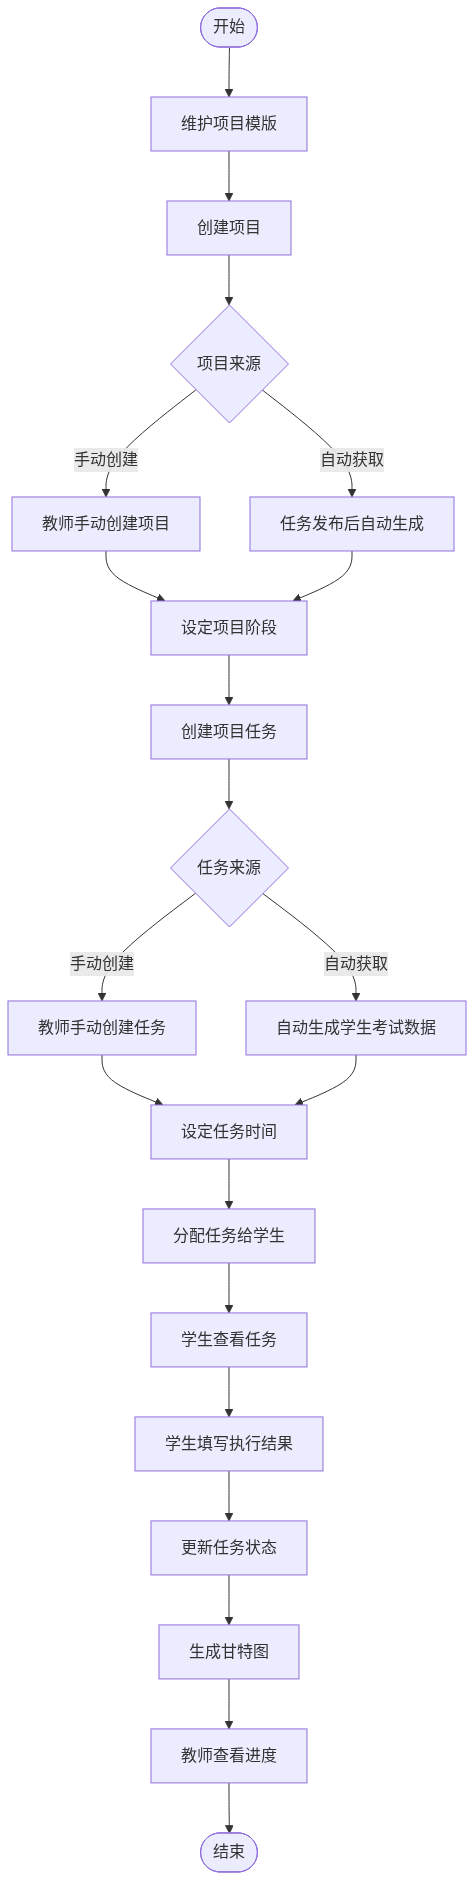 开始
维护项目模版
创建项目
项目来源
手动创建
自动获取
教师手动创建项目
任务发布后自动生成
设定项目阶段
创建项目任务
任务来源
手动创建
自动获取
教师手动创建任务
自动生成学生考试数据
设定任务时间
分配任务给学生
学生查看任务
学生填写执行结果
更新任务状态
生成甘特图
教师查看进度
结束